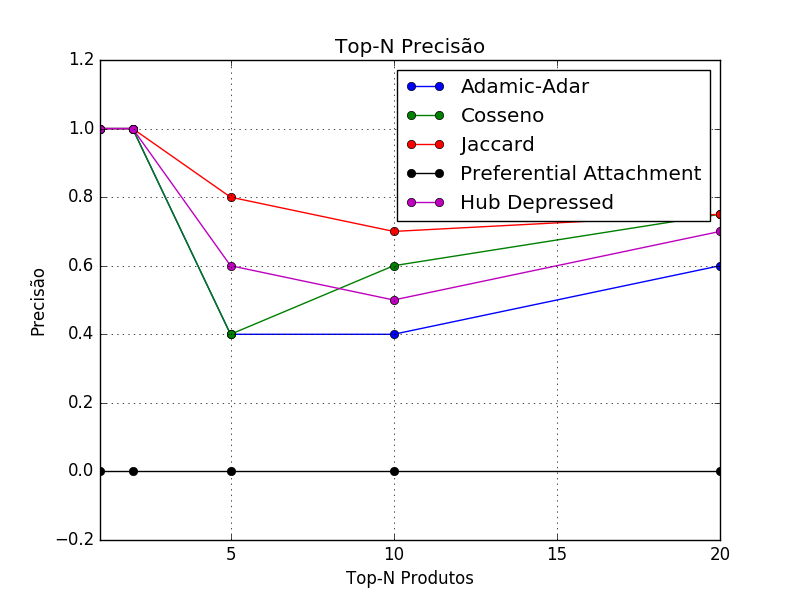 Top-N Precisão
1.2
1.0
0.8
0.6
0.4
0.2
0.0
−0.2
Precisão
Adamic-Adar
Cosseno
Jaccard
Preferential Attachment
Hub Depressed
5
10
15
20
Top-N Produtos